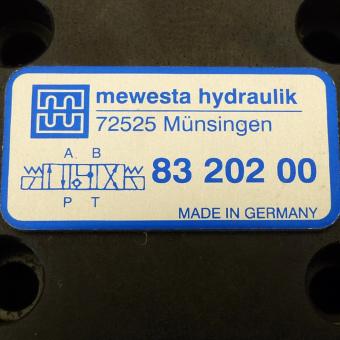 mewesta hydraulik
72525 Münsingen
A B
83 202 00
P T
MADE IN GERMANY